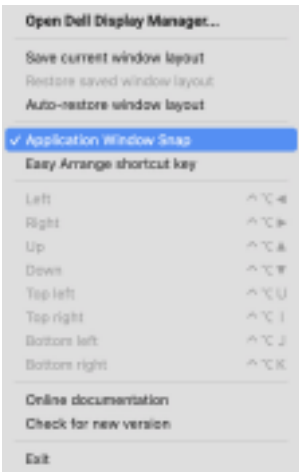 Open Dell Display Manager...
Save current window layout
Restore saved window layout
Auto-restore window layout
✓ Application Window Snap
Easy Arrange shortcut key
Left ^⌥◀
Right ^⌥▶
Up ^⌥▲
Down ^⌥▼
Top left ^⌥U
Top right ^⌥I
Bottom left ^⌥J
Bottom right ^⌥K
Online documentation
Check for new version
Exit